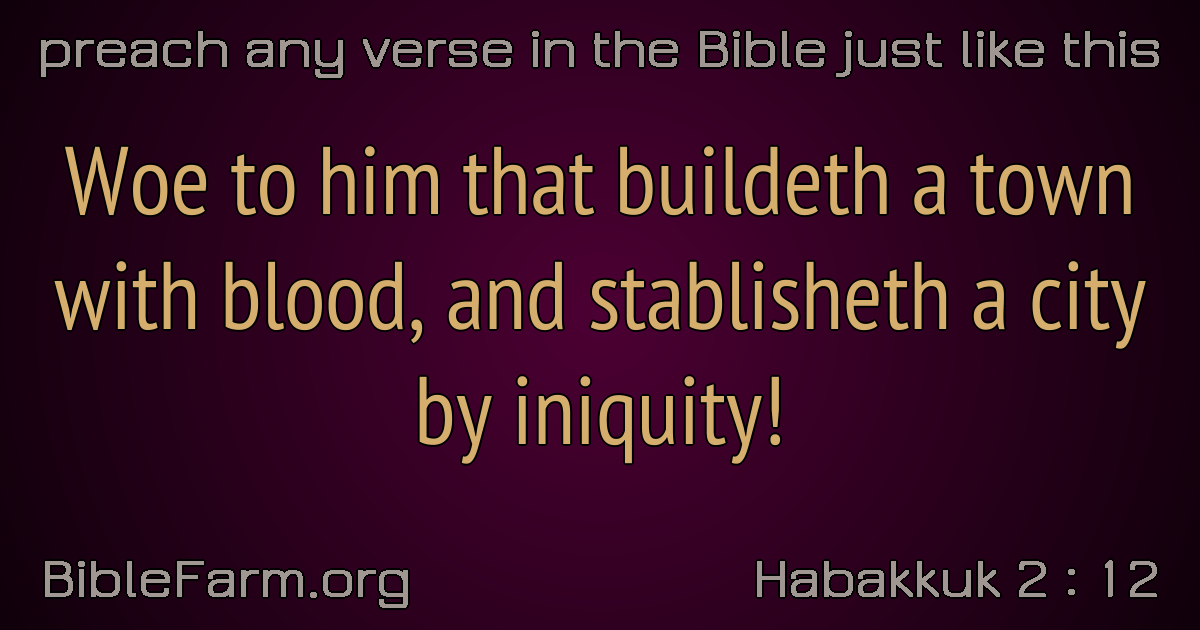 preach any verse in the Bible just like this
Woe to him that buildeth a town
with blood, and stablisheth a city
by iniquity!
BibleFarm.org
Habakkuk 2 : 12